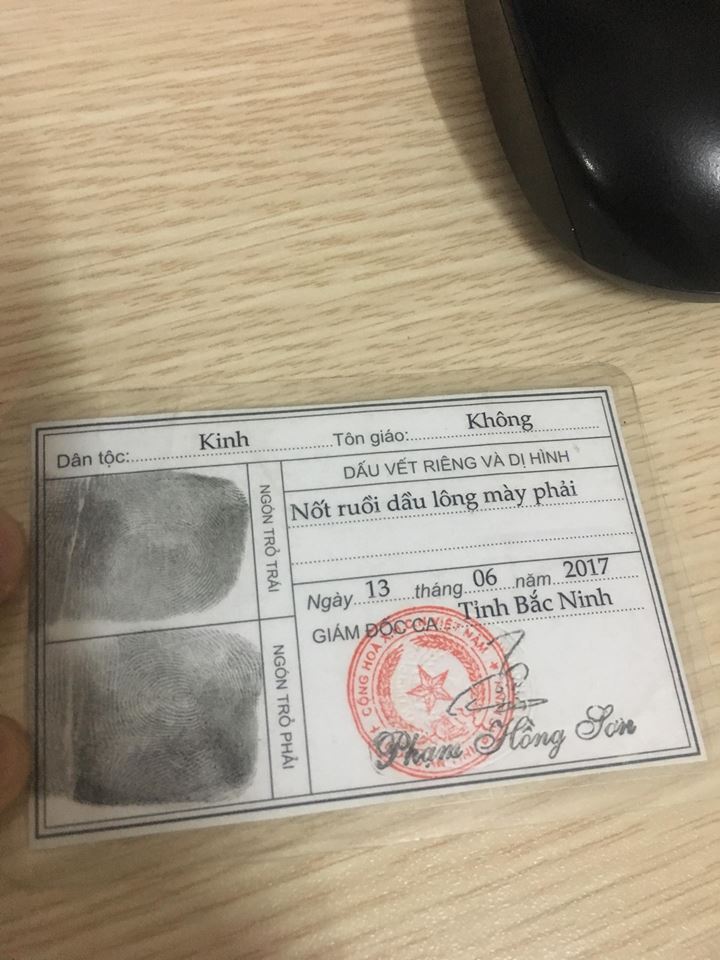 Dân tộc: Kinh Tôn giáo: Không
DẤU VẾT RIÊNG VÀ DỊ HÌNH
Nốt ruồi đầu lông mày phải
NGÓN TRỎ TRÁI
NGÓN TRỎ PHẢI
Ngày 13 tháng 06 năm 2017
GIÁM ĐỐC CA Tỉnh Bắc Ninh
CỘNG HOÀ VIỆT NAM
Phạm Hồng Sơn